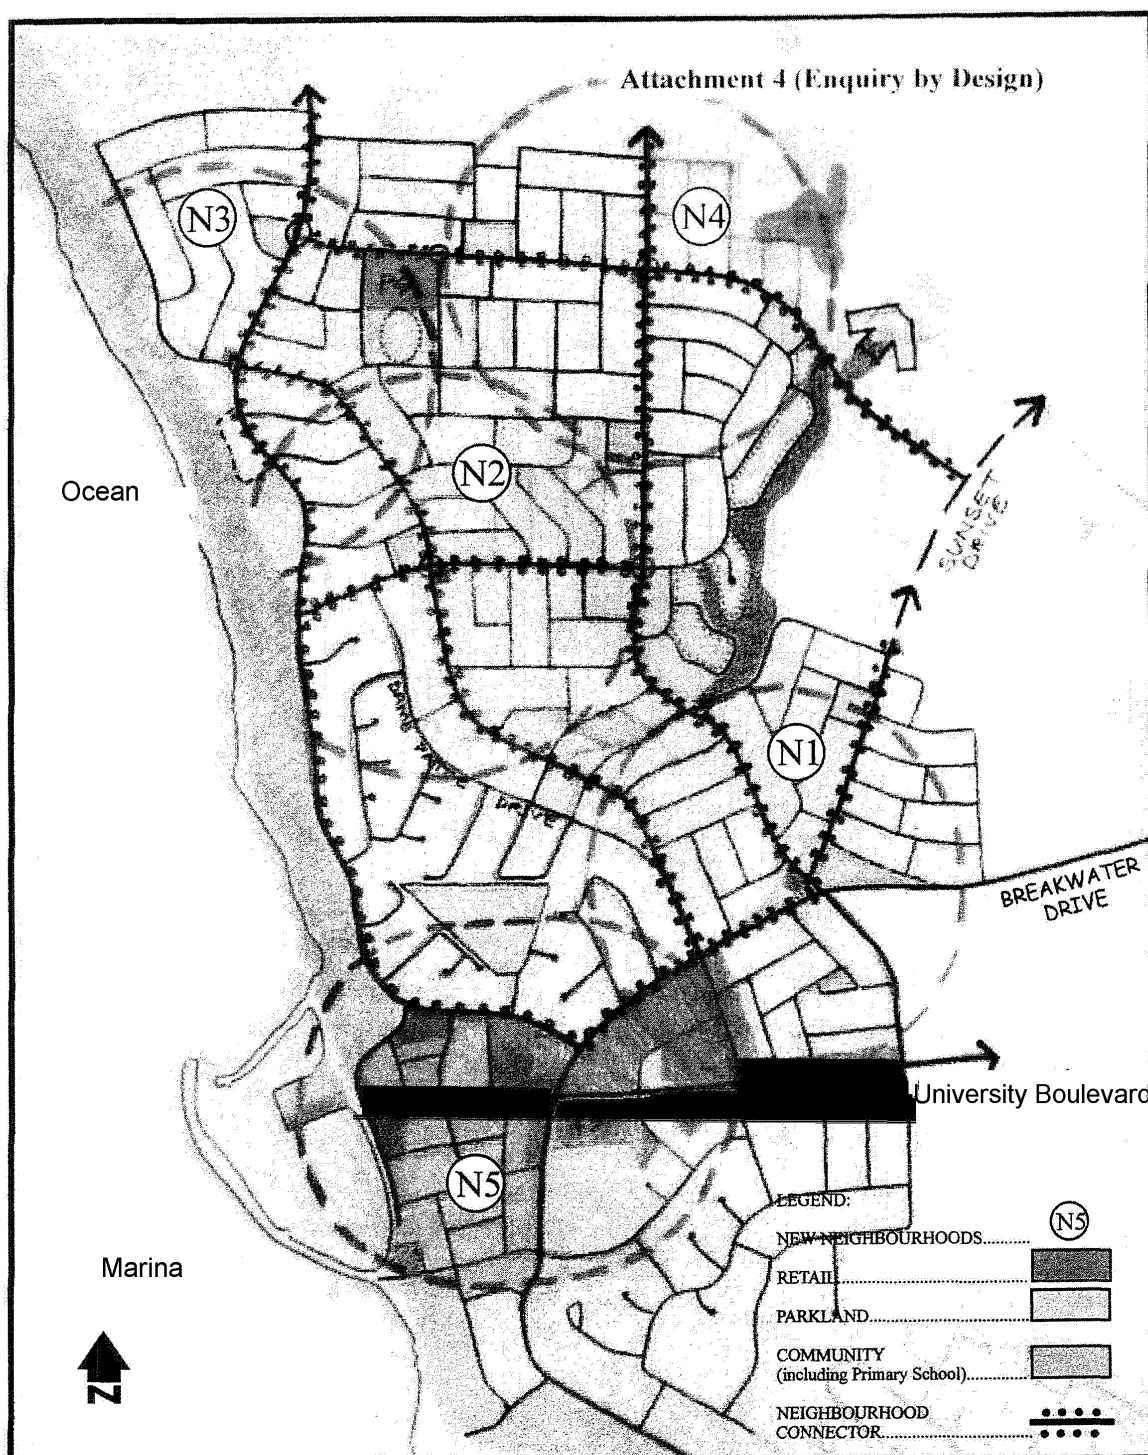 Attachment 4 (Enquiry by Design)
N3
N4
N2
Ocean
SUNSET
DRIVE
N1
DRIVE
BREAKWATER
DRIVE
University Boulevard
N5
Marina
N
LEGEND:
NEW NEIGHBOURHOODS...........
N5
RETAIL
PARKLAND
COMMUNITY
(including Primary School)
NEIGHBOURHOOD
CONNECTOR